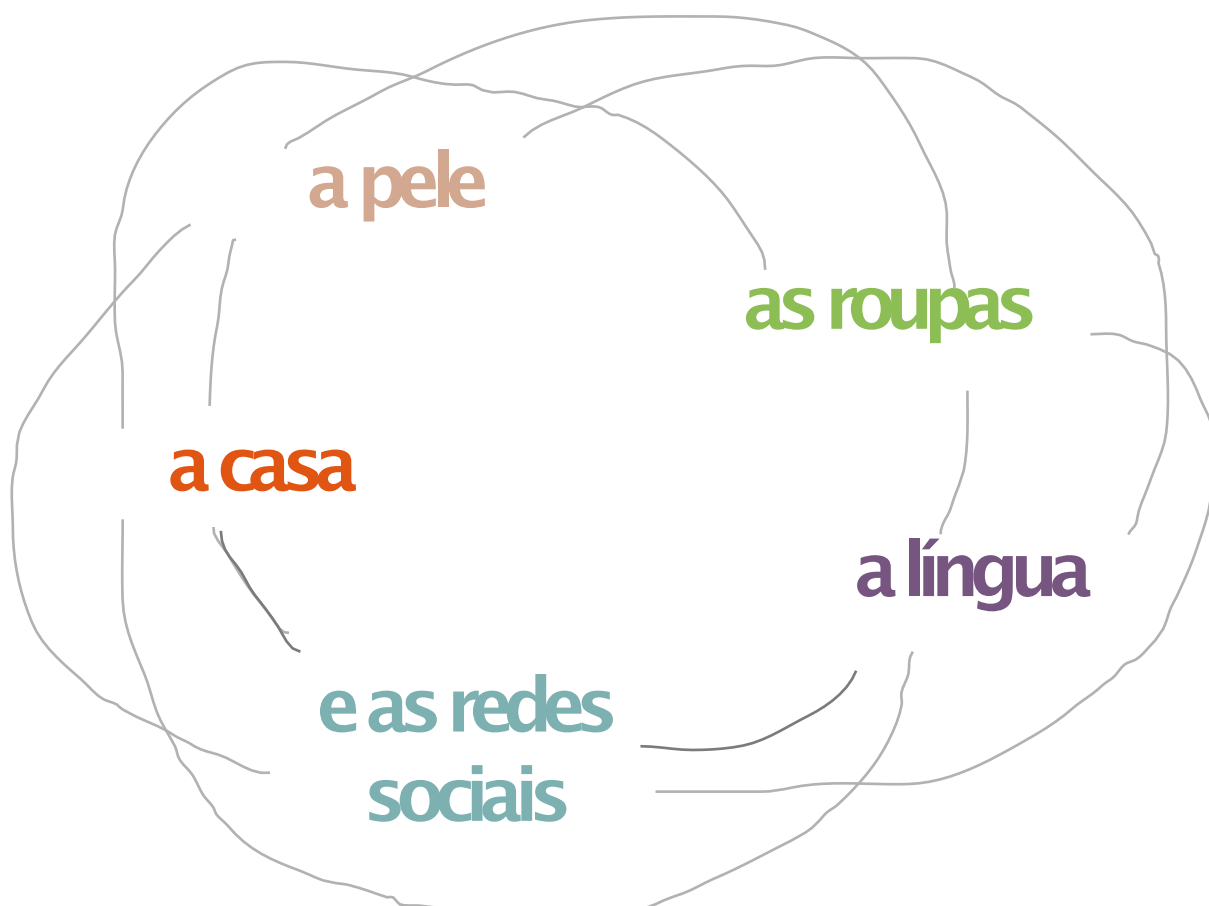 a pele
as roupas
a casa
a língua
e as redes
sociais